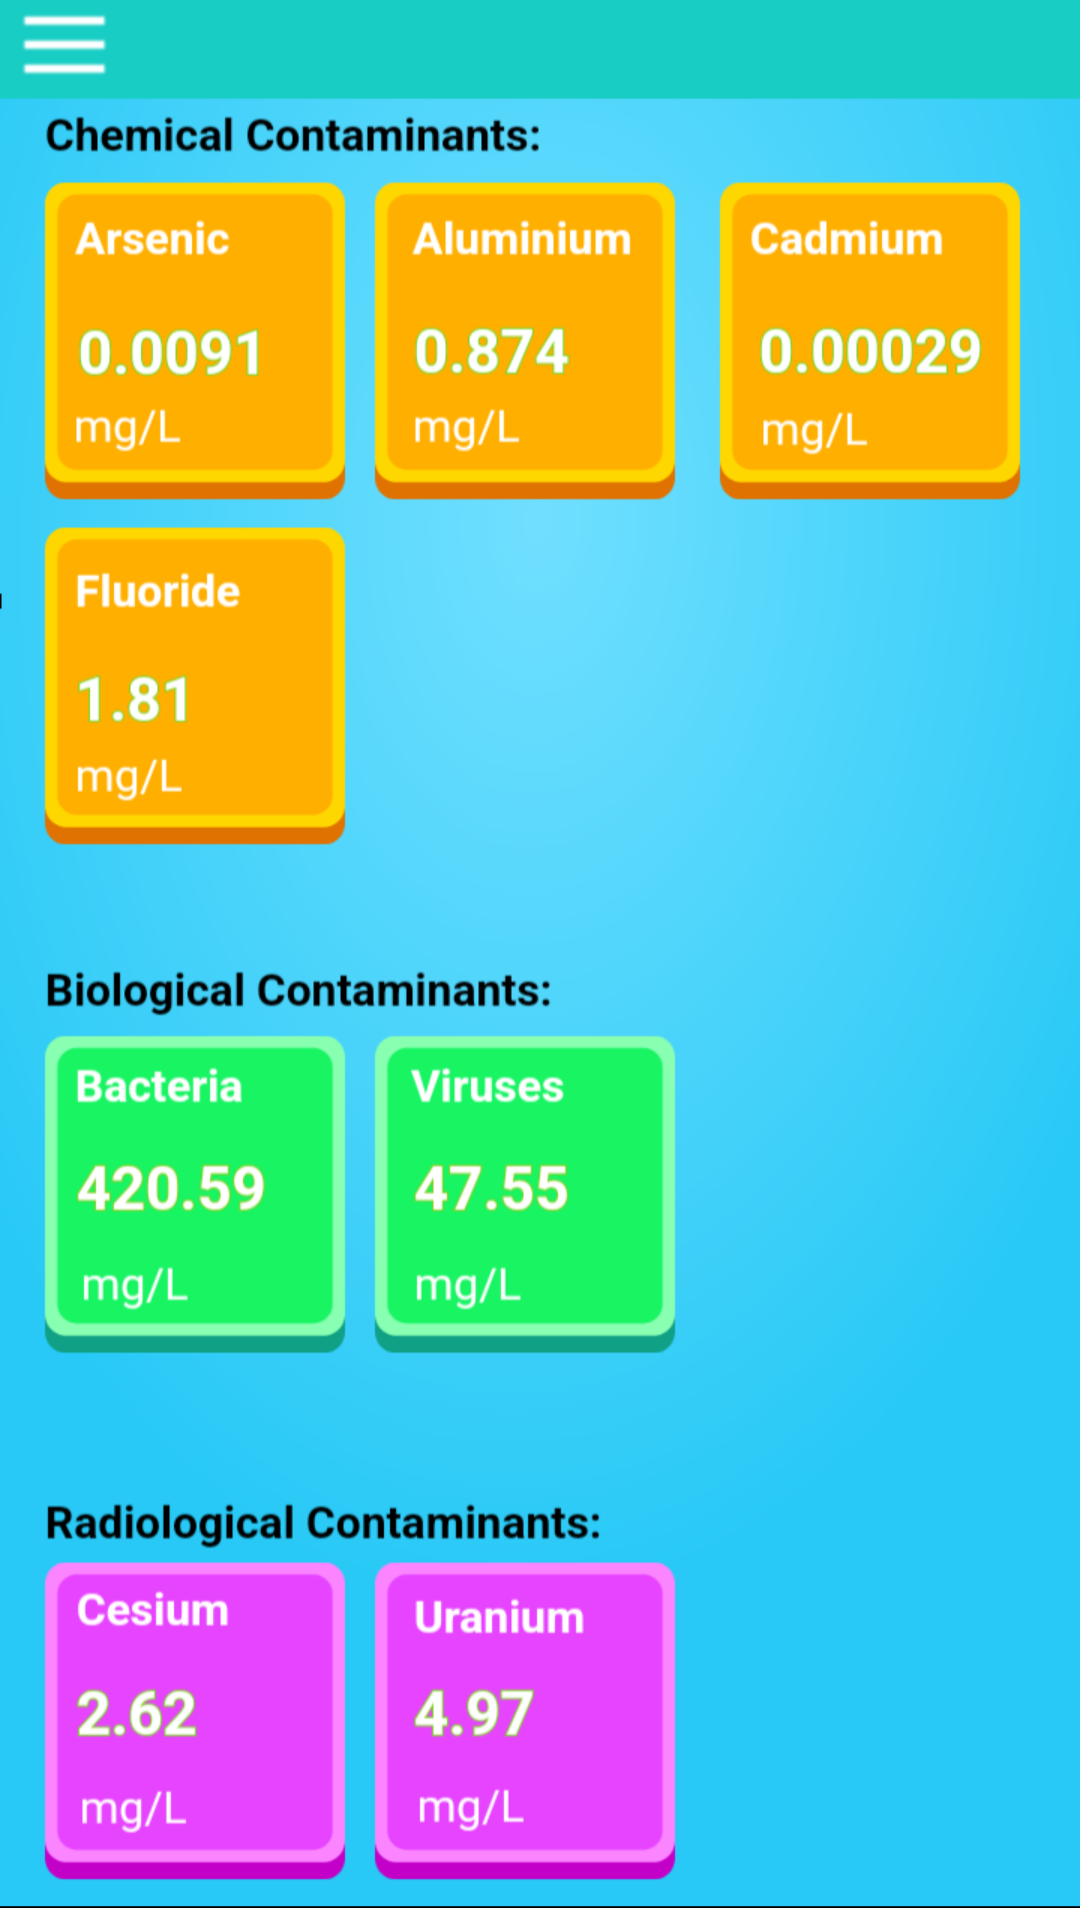 Chemical Contaminants:
Arsenic
0.0091
mg/L
Aluminium
0.874
mg/L
Cadmium
0.00029
mg/L
Fluoride
1.81
mg/L
Biological Contaminants:
Bacteria
420.59
mg/L
Viruses
47.55
mg/L
Radiological Contaminants:
Cesium
2.62
mg/L
Uranium
4.97
mg/L